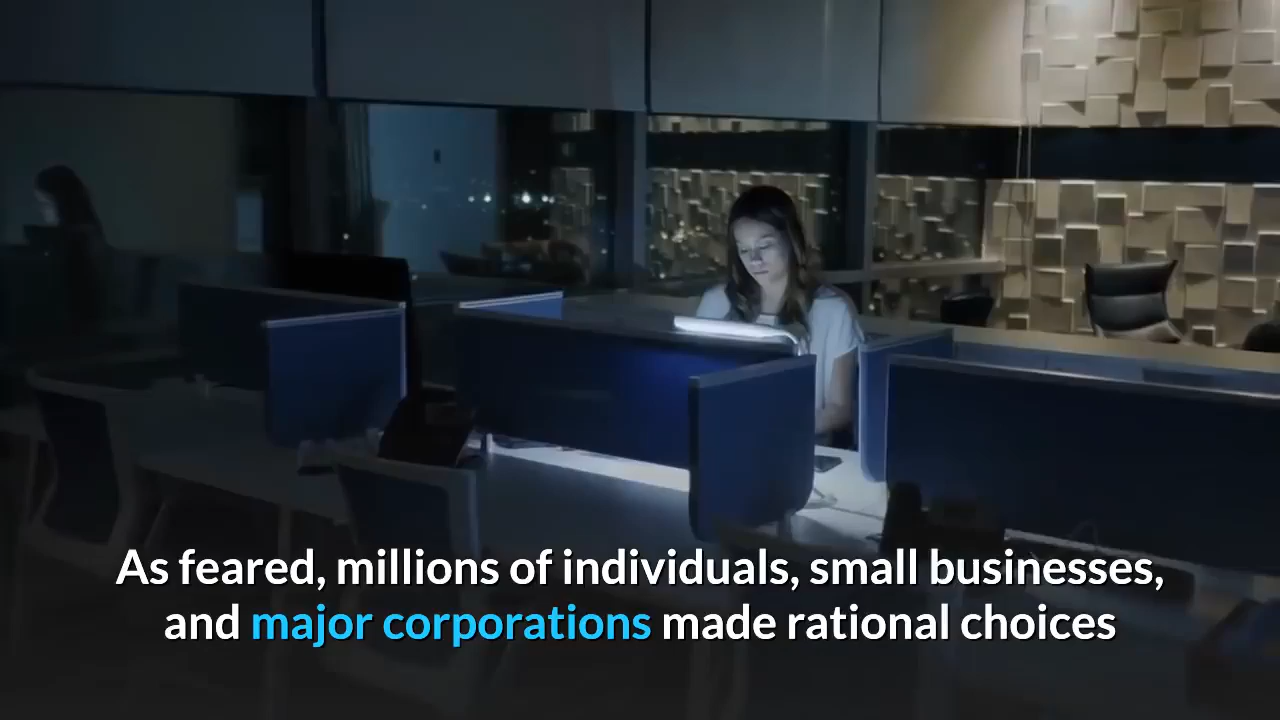 As feared, millions of individuals, small businesses,
and major corporations made rational choices